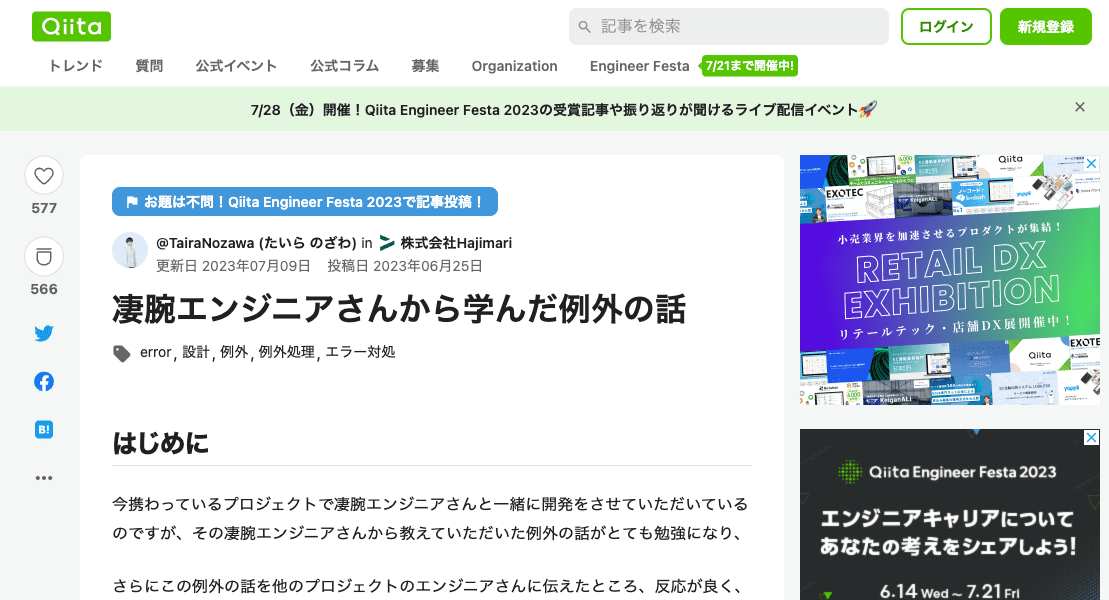 Qiita
記事を検索
ログイン
新規登録
トレンド 質問 公式イベント 公式コラム 募集 Organization Engineer Festa 7/21まで開催中!
7/28（金）開催！Qiita Engineer Festa 2023の受賞記事や振り返りが聞けるライブ配信イベント🚀
577
566
B!
お題は不問！Qiita Engineer Festa 2023で記事投稿！
@TairaNozawa (たいら のざわ) in 株式会社Hajimari
更新日 2023年07月09日 投稿日 2023年06月25日
凄腕エンジニアさんから学んだ例外の話
error, 設計, 例外, 例外処理, エラー対処
はじめに
今携わっているプロジェクトで凄腕エンジニアさんと一緒に開発をさせていただいている
のですが、その凄腕エンジニアさんから教えていただいた例外の話がとても勉強になり、
さらにこの例外の話を他のプロジェクトのエンジニアさんに伝えたところ、反応が良く、
Qiita
EXOTEC
KeiganALI
小売業界を加速させるプロダクトが集結！
RETAIL DX
EXHIBITION
リテールテック・店舗DX展開催中！
Qiita
EXOTE
KeiganALI
yappli
Qiita Engineer Festa 2023
エンジニアキャリアについて
あなたの考えをシェアしよう!
6.14 Wed ~ 7.21 Fri